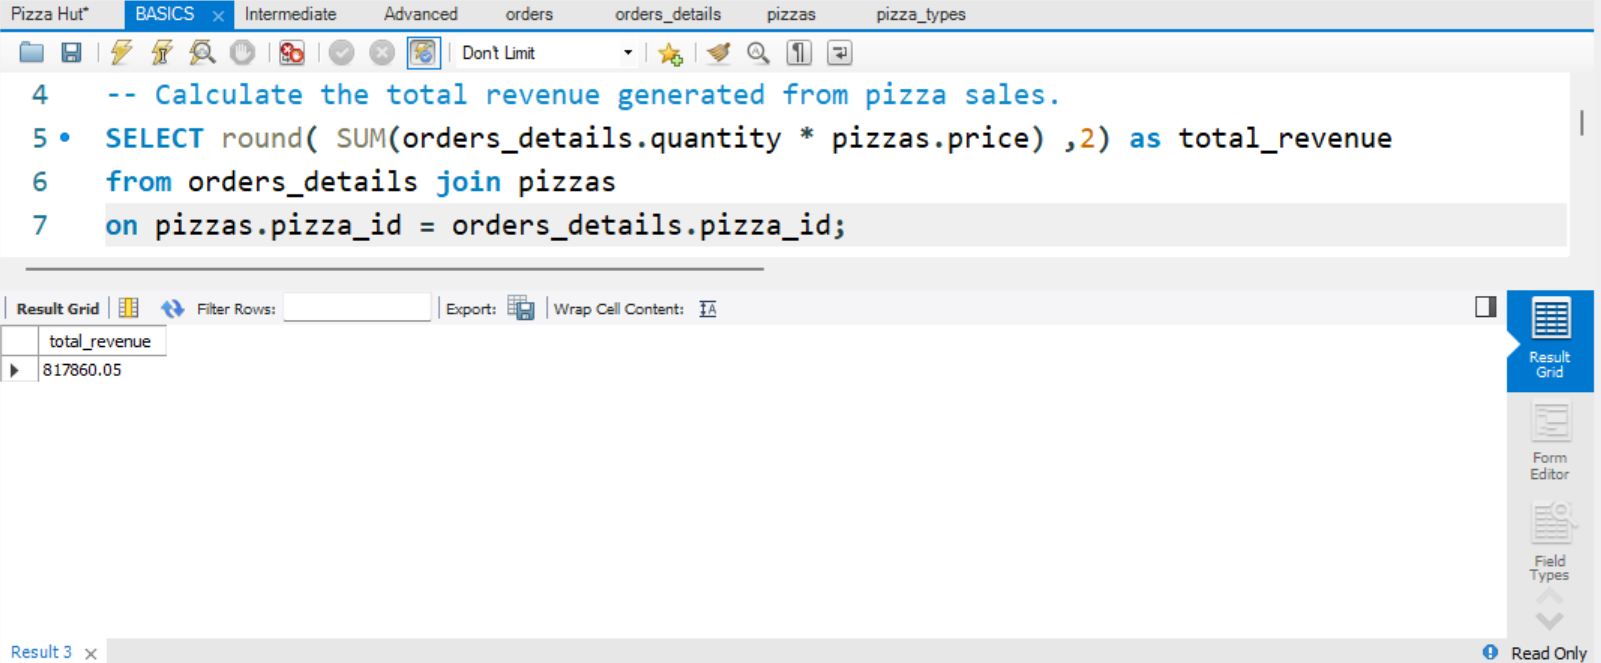 Pizza Hut* BASICS Intermediate Advanced orders orders_details pizzas pizza_types
Don't Limit
4 -- Calculate the total revenue generated from pizza sales.
5 SELECT round( SUM(orders_details.quantity * pizzas.price) ,2) as total_revenue
6 from orders_details join pizzas
7 on pizzas.pizza_id = orders_details.pizza_id;
Result Grid Filter Rows: Export: Wrap Cell Content: IA
total_revenue
817860.05
Result
Grid
Form
Editor
Field
Types
Result 3 Read Only